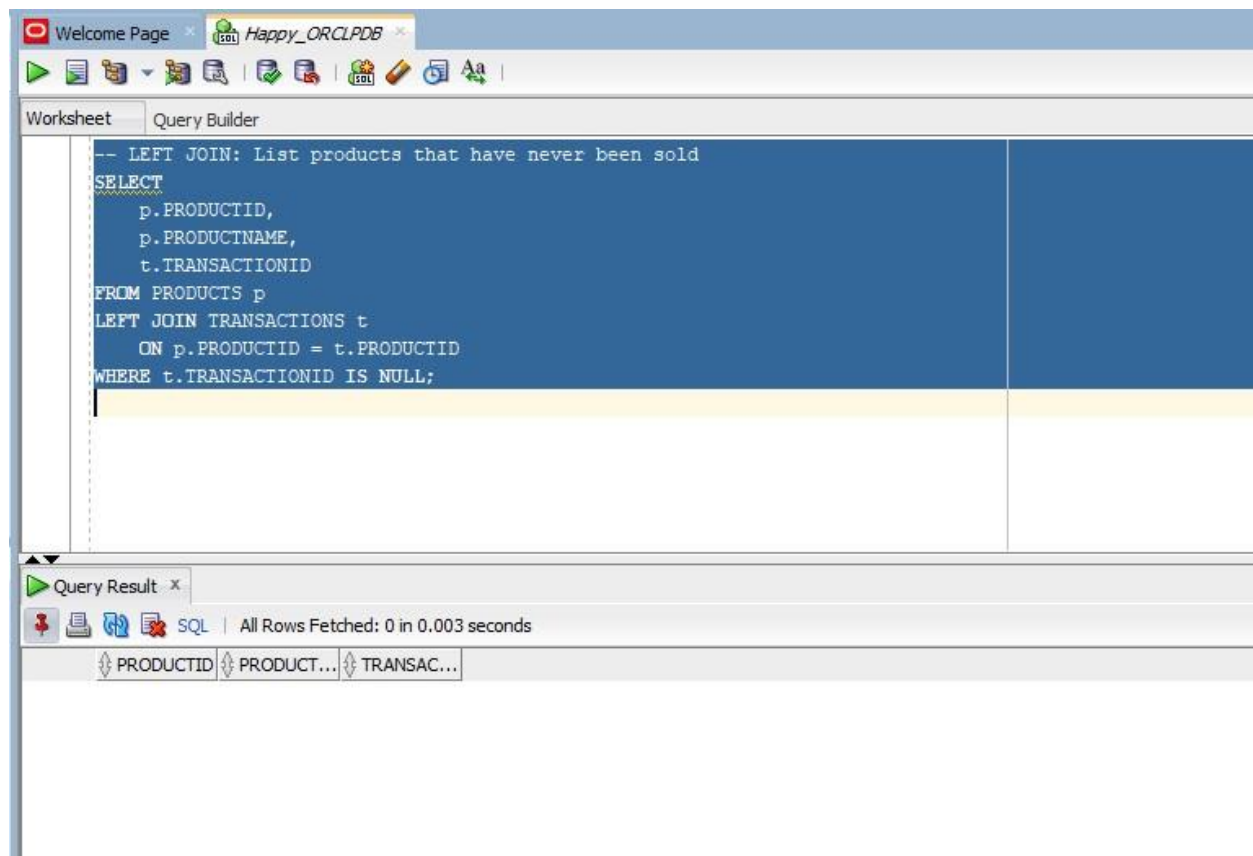 Welcome Page
Happy_ORCLPDB
Worksheet Query Builder
-- LEFT JOIN: List products that have never been sold
SELECT
p.PRODUCTID,
p.PRODUCTNAME,
t.TRANSACTIONID
FROM PRODUCTS p
LEFT JOIN TRANSACTIONS t
ON p.PRODUCTID = t.PRODUCTID
WHERE t.TRANSACTIONID IS NULL;
Query Result x
SQL | All Rows Fetched: 0 in 0.003 seconds
PRODUCTID PRODUCT... TRANSAC...